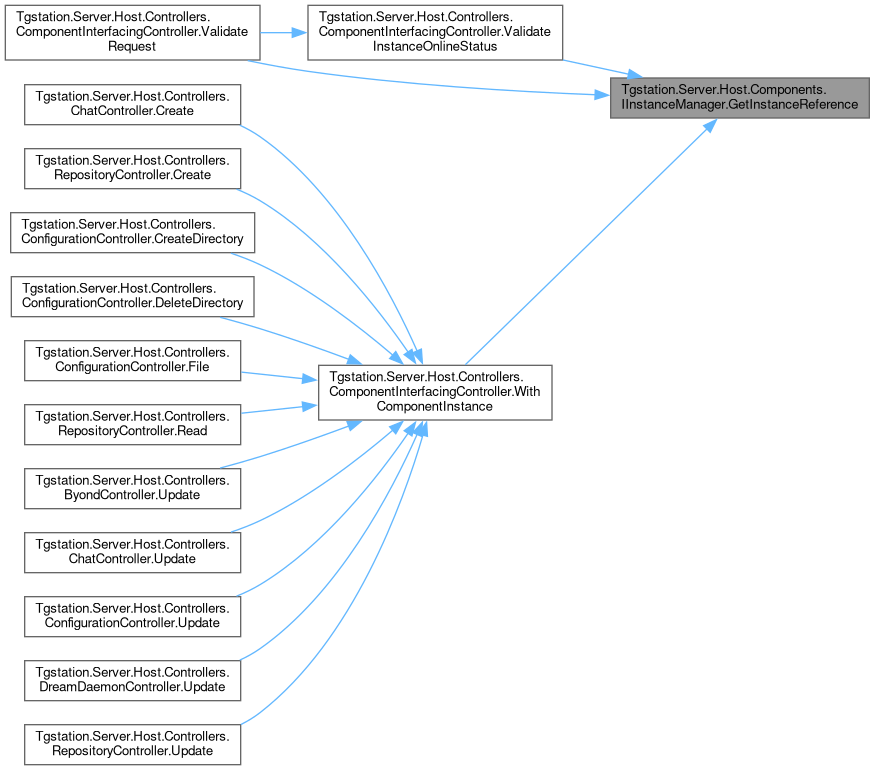 Tgstation.Server.Host.Controllers.
ComponentInterfacingController.Validate
Request
Tgstation.Server.Host.Controllers.
ComponentInterfacingController.Validate
InstanceOnlineStatus
Tgstation.Server.Host.Components.
IInstanceManager.GetInstanceReference
Tgstation.Server.Host.Controllers.
ChatController.Create
Tgstation.Server.Host.Controllers.
RepositoryController.Create
Tgstation.Server.Host.Controllers.
ConfigurationController.CreateDirectory
Tgstation.Server.Host.Controllers.
ConfigurationController.DeleteDirectory
Tgstation.Server.Host.Controllers.
ConfigurationController.File
Tgstation.Server.Host.Controllers.
ComponentInterfacingController.With
ComponentInstance
Tgstation.Server.Host.Controllers.
RepositoryController.Read
Tgstation.Server.Host.Controllers.
ByondController.Update
Tgstation.Server.Host.Controllers.
ChatController.Update
Tgstation.Server.Host.Controllers.
ConfigurationController.Update
Tgstation.Server.Host.Controllers.
DreamDaemonController.Update
Tgstation.Server.Host.Controllers.
RepositoryController.Update